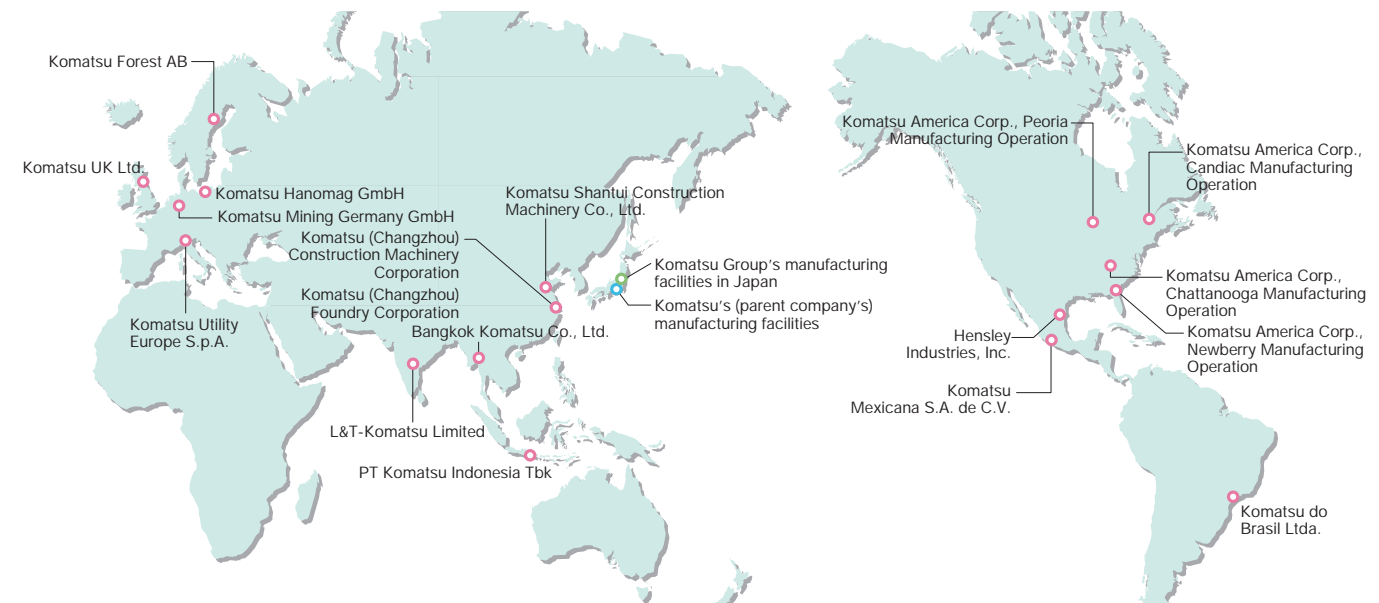 Komatsu Forest AB
Komatsu UK Ltd.
Komatsu Hanomag GmbH
Komatsu Mining Germany GmbH
Komatsu Utility
Europe S.p.A.
Komatsu Shantui Construction
Machinery Co., Ltd.
Komatsu (Changzhou)
Construction Machinery
Corporation
Komatsu (Changzhou)
Foundry Corporation
Bangkok Komatsu Co., Ltd.
L&T-Komatsu Limited
PT Komatsu Indonesia Tbk
Komatsu Group's manufacturing
facilities in Japan
Komatsu's (parent company's)
manufacturing facilities
Komatsu America Corp., Peoria
Manufacturing Operation
Komatsu America Corp.,
Candiac Manufacturing
Operation
Komatsu America Corp.,
Chattanooga Manufacturing
Operation
Komatsu America Corp.,
Newberry Manufacturing
Operation
Hensley
Industries, Inc.
Komatsu
Mexicana S.A. de C.V.
Komatsu do
Brasil Ltda.